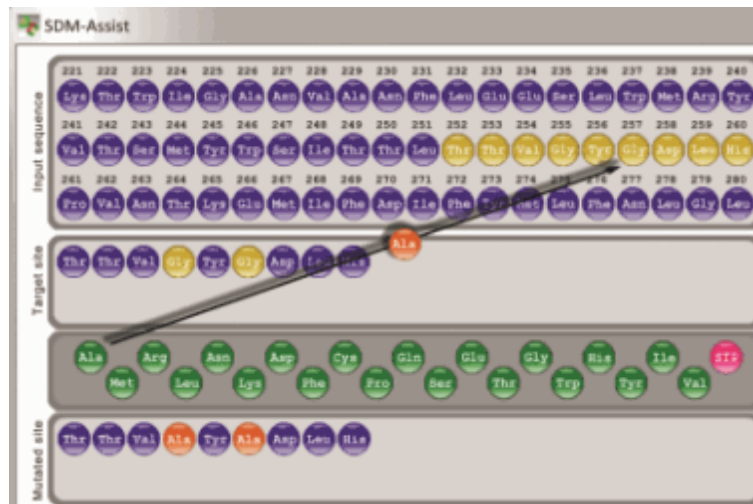 SDM-Assist
Input sequence
221 222 223 224 225 226 227 228 229 230 231 232 233 234 235 236 237 238 239 240
Lys Thr Trp Ile Gly Ala Asn Val Ala Asn Phe Leu Glu Glu Ser Leu Trp Met Arg Tyr
241 242 243 244 245 246 247 248 249 250 251 252 253 254 255 256 257 258 259 260
Val Thr Ser Met Tyr Trp Ser Ile Thr Thr Leu Thr Thr Val Gly Tyr Gly Asp Leu His
261 262 263 264 265 266 267 268 269 270 271 272 273 274 275 276 277 278 279 280
Pro Val Asn Thr Lys Glu Met Ile Phe Asp Ile Phe Tyr Met Leu Phe Asn Leu Gly Leu
Target site
Ala
Thr Thr Val Gly Tyr Gly Asp Leu His
Ala Arg Asn Asp Cys Gln Glu Gly His Ile STP
Met Leu Lys Phe Pro Ser Thr Trp Tyr Val
Mutated site
Thr Thr Val Ala Tyr Ala Asp Leu His